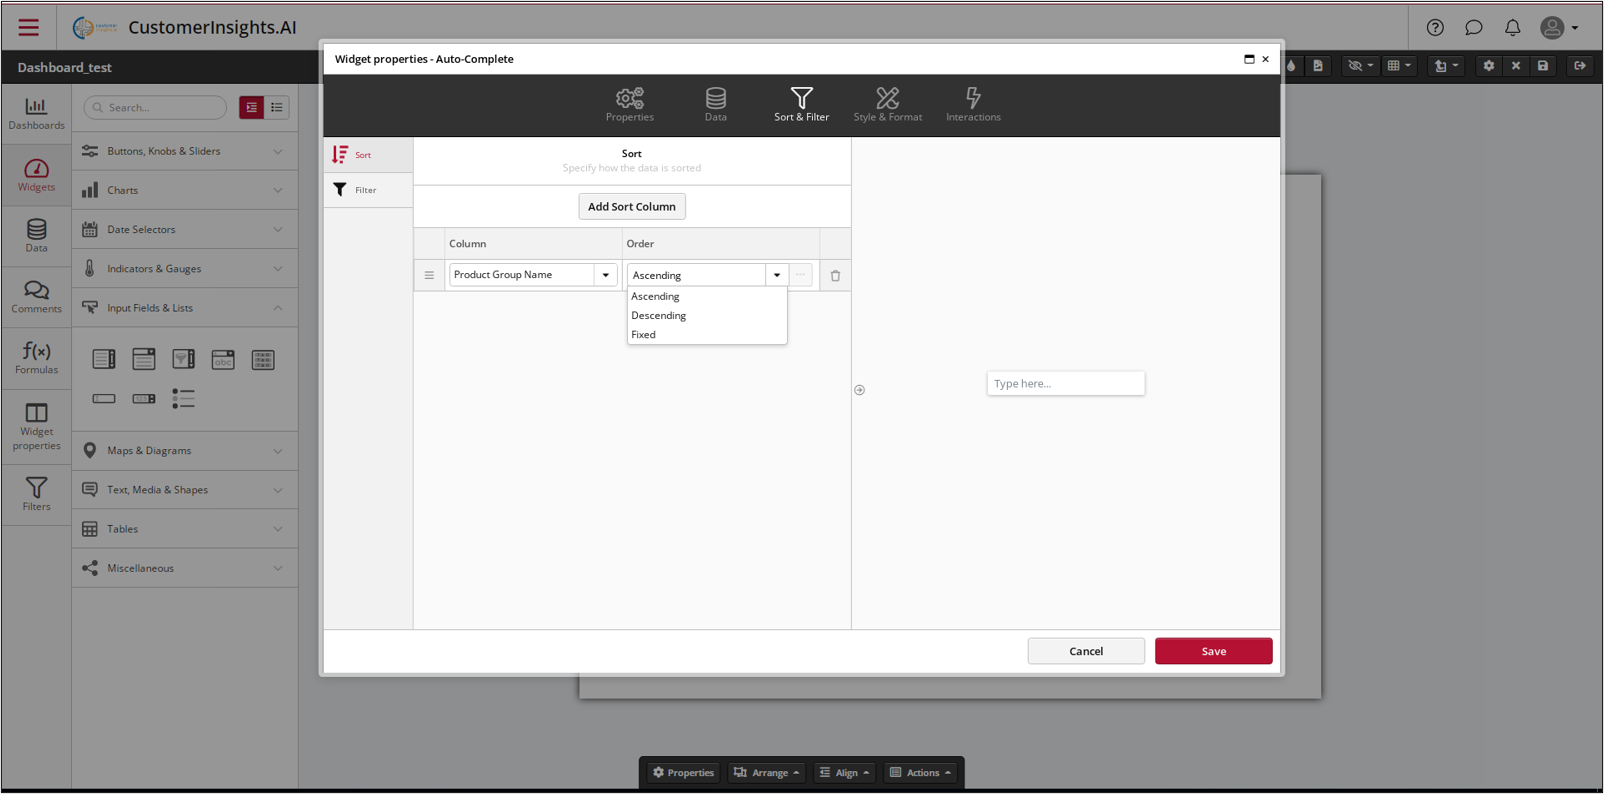 CustomerInsights.AI
Dashboard_test
Widget properties - Auto-Complete
Properties
Data
Sort & Filter
Style & Format
Interactions
Dashboards
Widgets
Data
Comments
f(x)
Formulas
Widget
properties
Filters
Search...
Buttons, Knobs & Sliders
Charts
Date Selectors
Indicators & Gauges
Input Fields & Lists
abc
Maps & Diagrams
Text, Media & Shapes
Tables
Miscellaneous
Sort
Filter
Sort
Specify how the data is sorted
Add Sort Column
Column Order
Product Group Name Ascending ...
Ascending
Descending
Fixed
Type here...
Cancel Save
Properties Arrange Align Actions